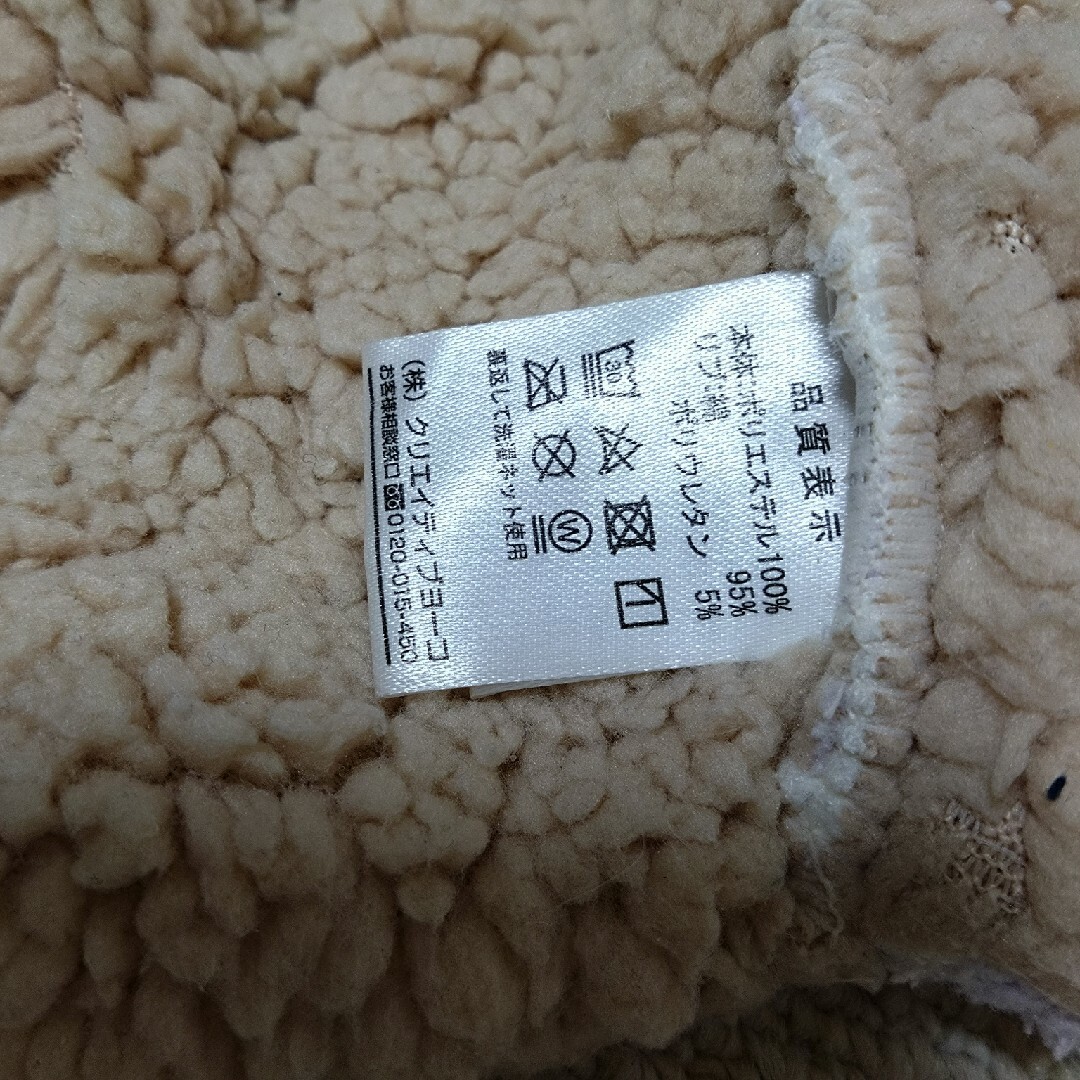 品質表示
本体:ポリエステル100%
リブ:綿 95%
ポリウレタン 5%
30
W
裏返して洗濯ネット使用
(株)クリエイティブヨーコ
お客様相談窓口 0120-015-450